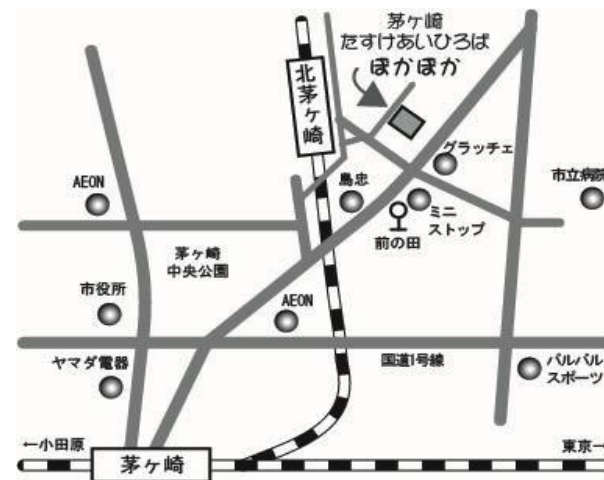 茅ヶ崎
たすけあいひろば
ぽかぽか
北茅ヶ崎
グラッチェ
AEON
島忠
市立病院
ミニ
ストップ
前の田
茅ヶ崎
中央公園
市役所
AEON
国道1号線
ヤマダ電器
バルバル
スポーツ
←小田原
東京→
茅ヶ崎